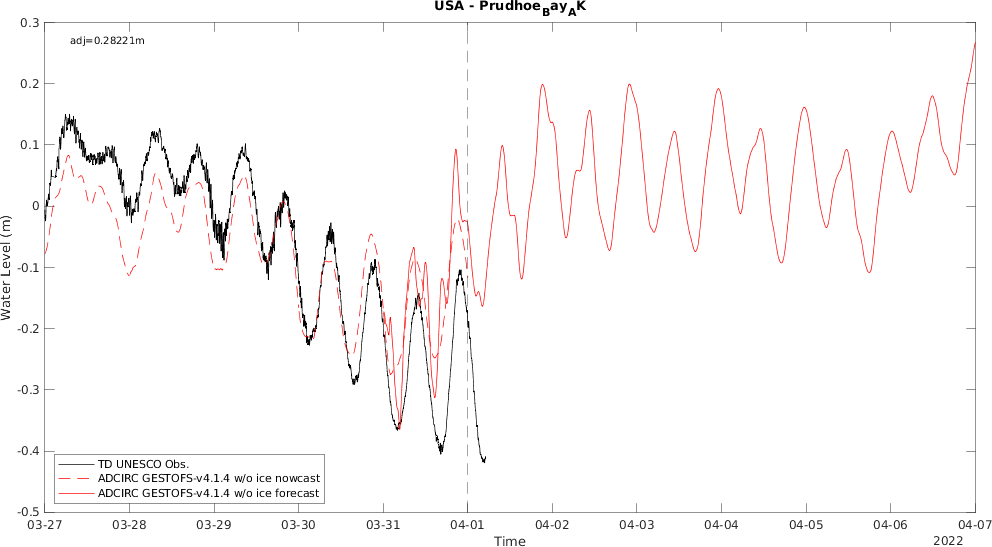 USA - Prudhoe_Bay_AK
adj=0.28221m
0.3
0.2
0.1
0
-0.1
-0.2
-0.3
-0.4
-0.5
Water Level (m)
TD UNESCO Obs.
ADCIRC GESTOFS-v4.1.4 w/o ice nowcast
ADCIRC GESTOFS-v4.1.4 w/o ice forecast
03-27 03-28 03-29 03-30 03-31 04-01 04-02 04-03 04-04 04-05 04-06 04-07
Time
2022